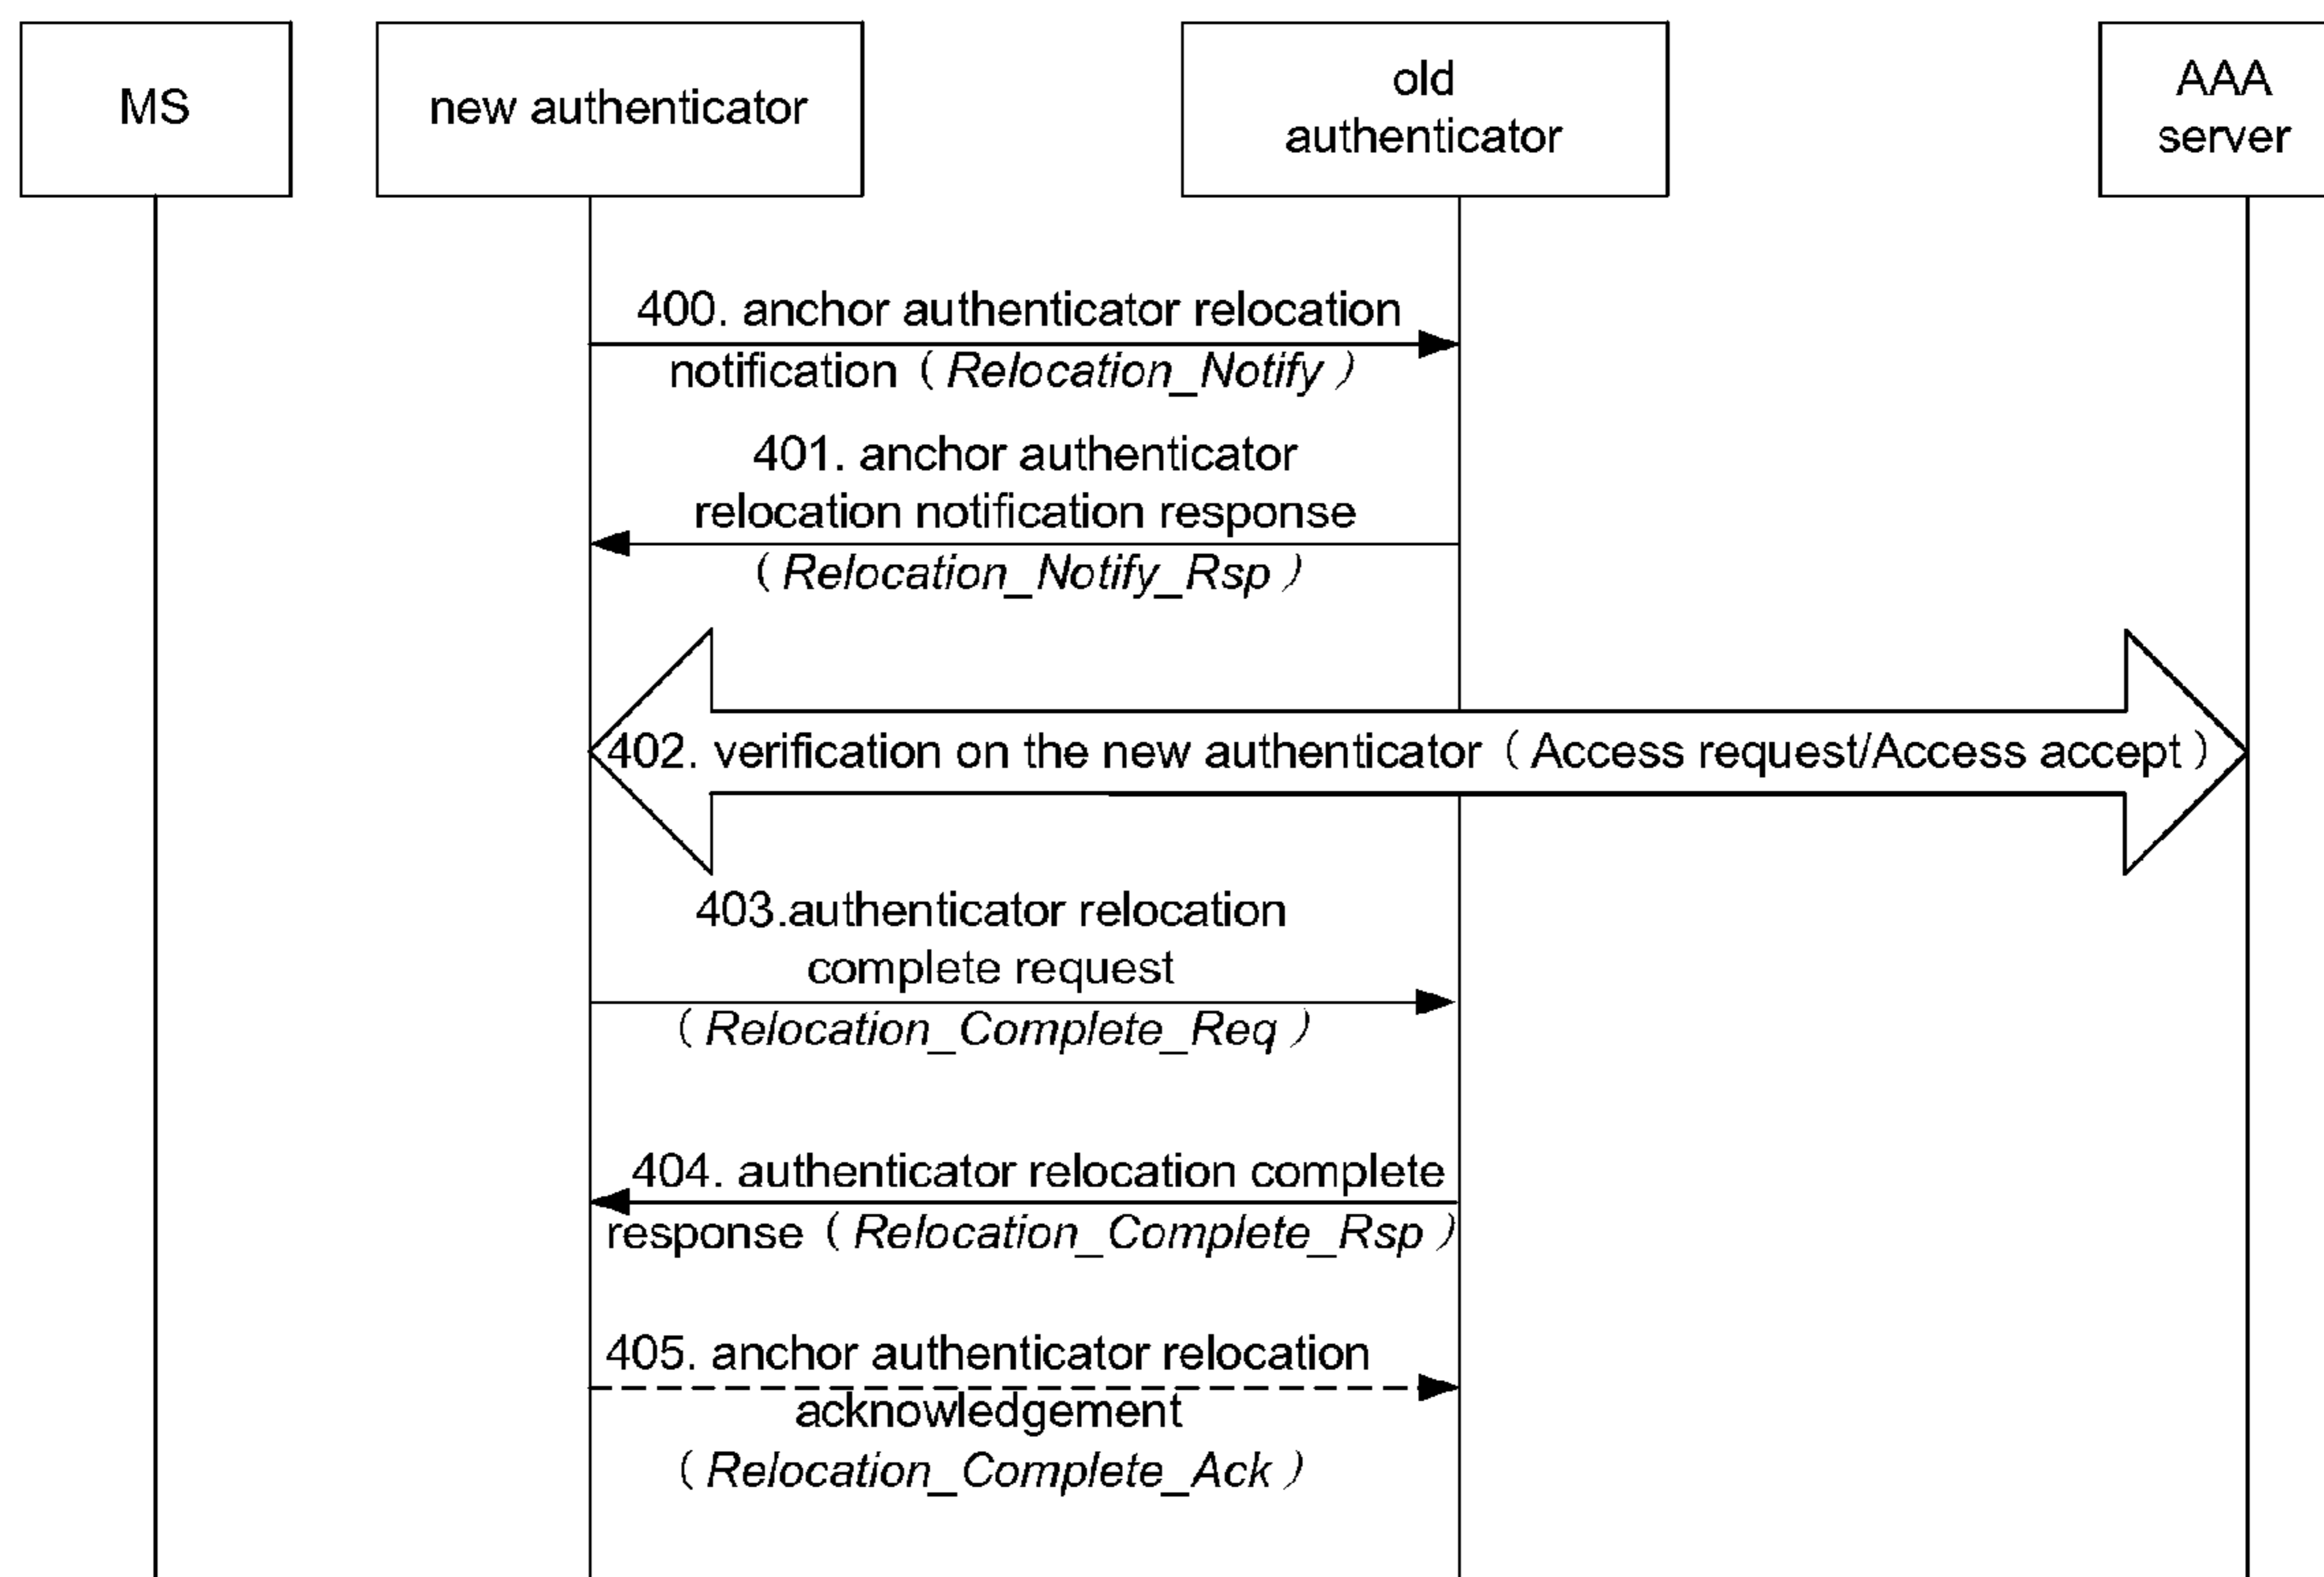 MS
new authenticator
old
authenticator
AAA
server
400. anchor authenticator relocation
notification（Relocation_Notify）
401. anchor authenticator
relocation notification response
（Relocation_Notify_Rsp）
402. verification on the new authenticator（Access request/Access accept）
403.authenticator relocation
complete request
（Relocation_Complete_Req）
404. authenticator relocation complete
response（Relocation_Complete_Rsp）
405. anchor authenticator relocation
acknowledgement
（Relocation_Complete_Ack）